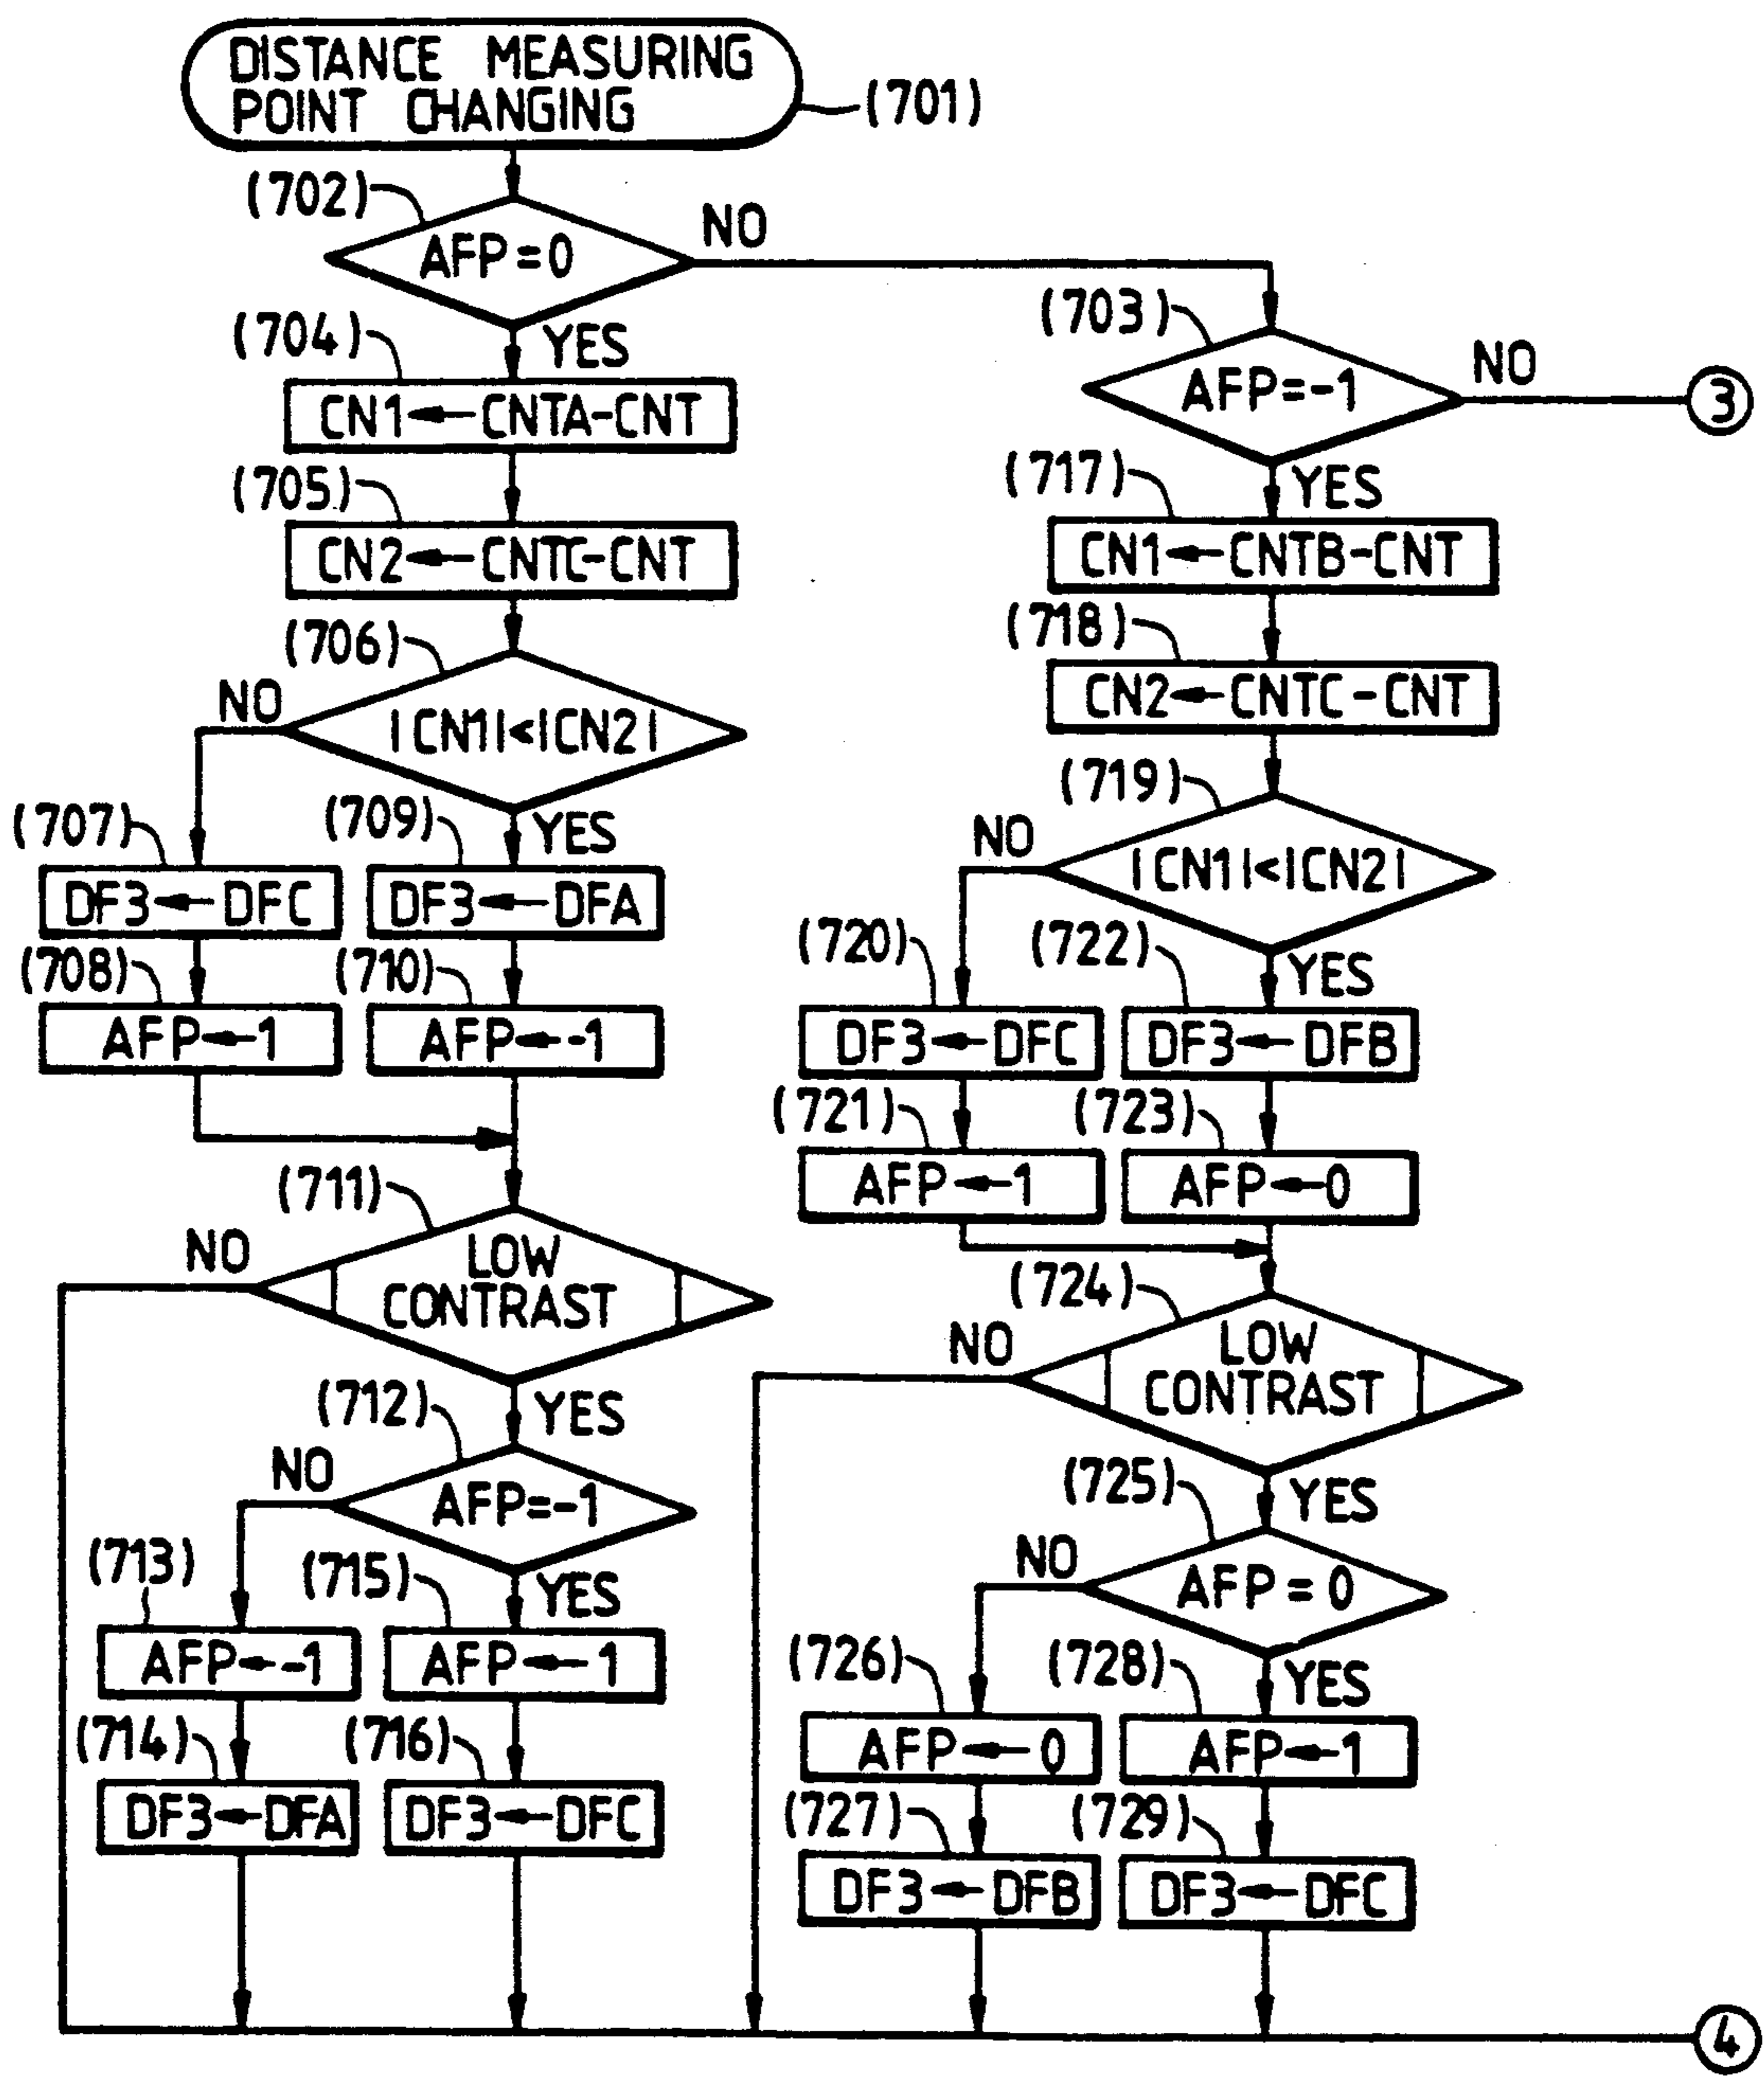 DISTANCE MEASURING
POINT CHANGING
(701)
(702)
AFP=0
NO
YES
(703)
AFP=-1
NO
3
YES
(704)
CN1←CNTA-CNT
(705)
CN2←CNTC-CNT
(706)
|CN1|<|CN2|
NO
YES
(707)
DF3←DFC
(708)
AFP←1
(709)
DF3←DFA
(710)
AFP←-1
(711)
LOW
CONTRAST
NO
YES
(712)
AFP=-1
NO
YES
(713)
AFP←-1
(714)
DF3←DFA
(715)
AFP←1
(716)
DF3←DFC
(717)
CN1←CNTB-CNT
(718)
CN2←CNTC-CNT
(719)
|CN1|<|CN2|
NO
YES
(720)
DF3←DFC
(721)
AFP←1
(722)
DF3←DFB
(723)
AFP←0
(724)
LOW
CONTRAST
NO
YES
(725)
AFP=0
NO
YES
(726)
AFP←0
(727)
DF3←DFB
(728)
AFP←1
(729)
DF3←DFC
4